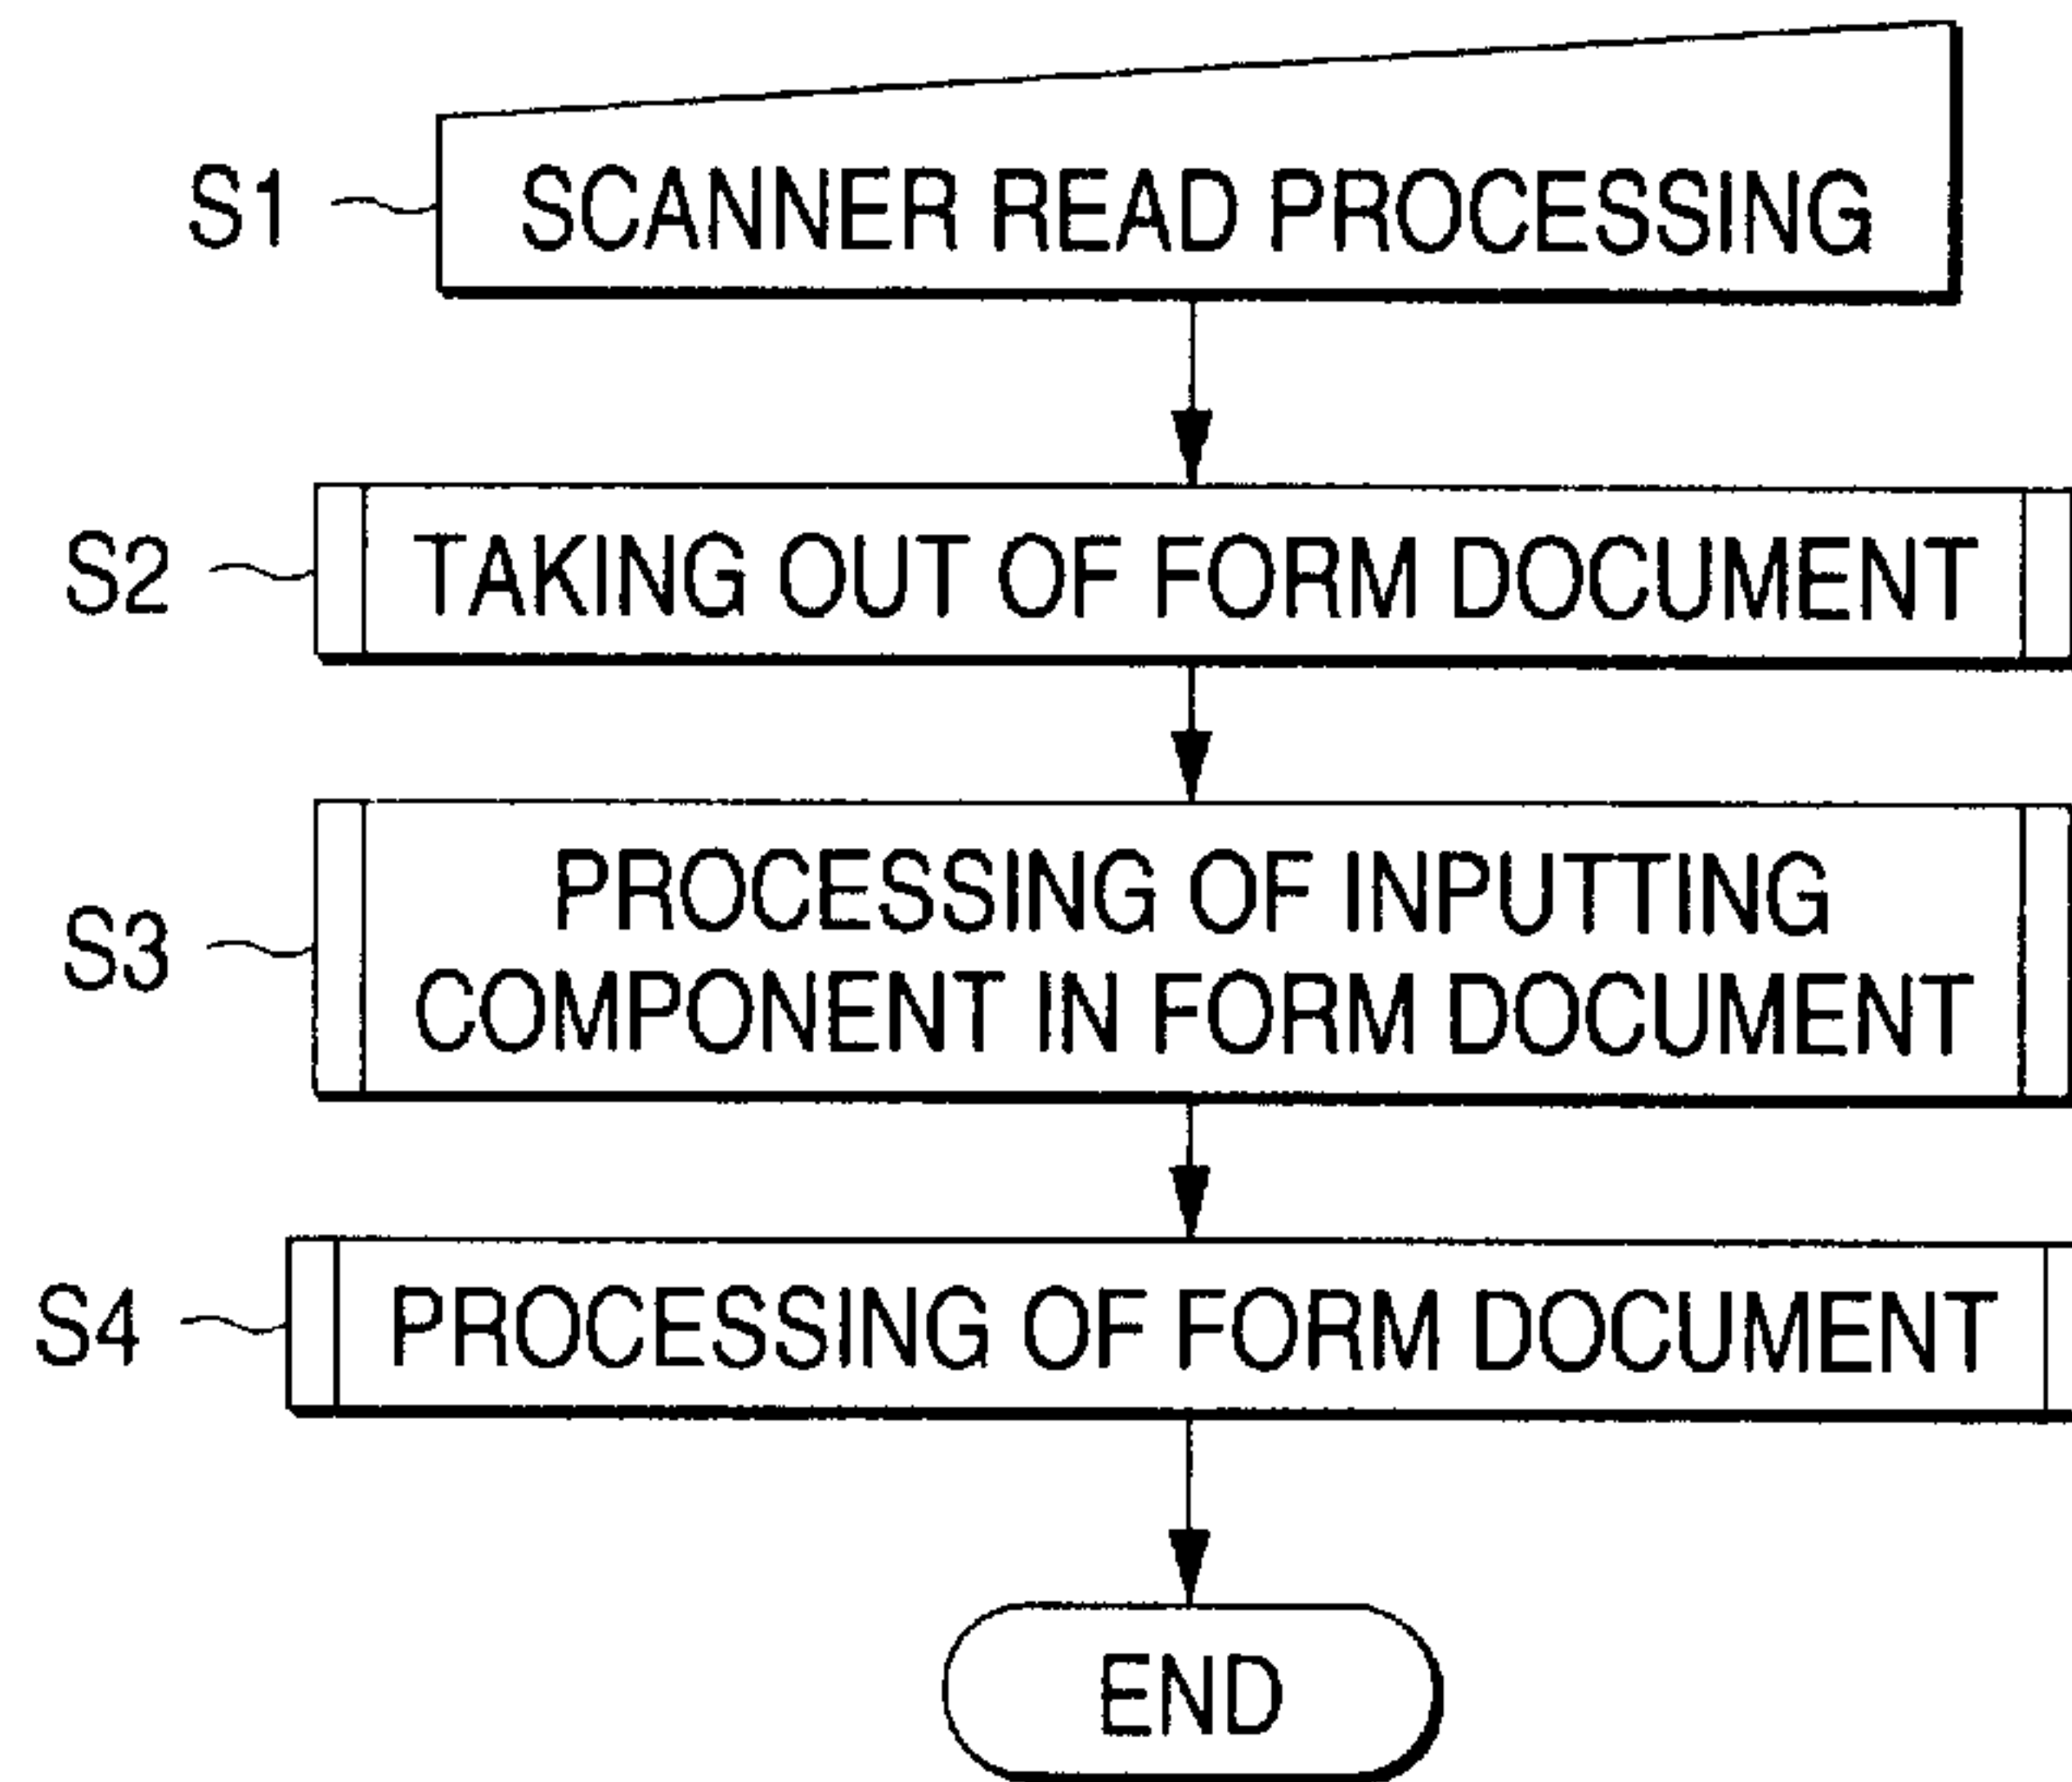 S1 SCANNER READ PROCESSING
S2 TAKING OUT OF FORM DOCUMENT
PROCESSING OF INPUTTING
S3
COMPONENT IN FORM DOCUMENT
S4 PROCESSING OF FORM DOCUMENT
END